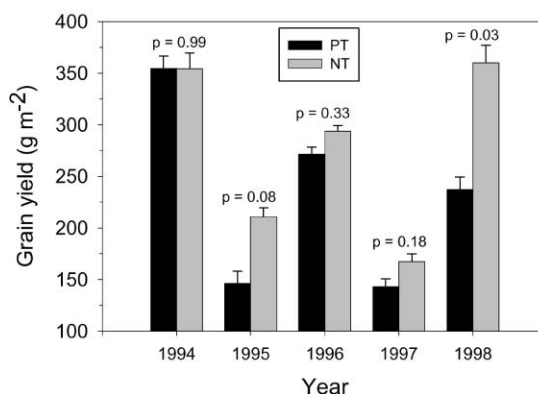 400
350
300
250
200
150
100
Grain yield (g m-2)
p = 0.99
p = 0.08
p = 0.33
p = 0.18
p = 0.03
PT
NT
1994
1995
1996
1997
1998
Year